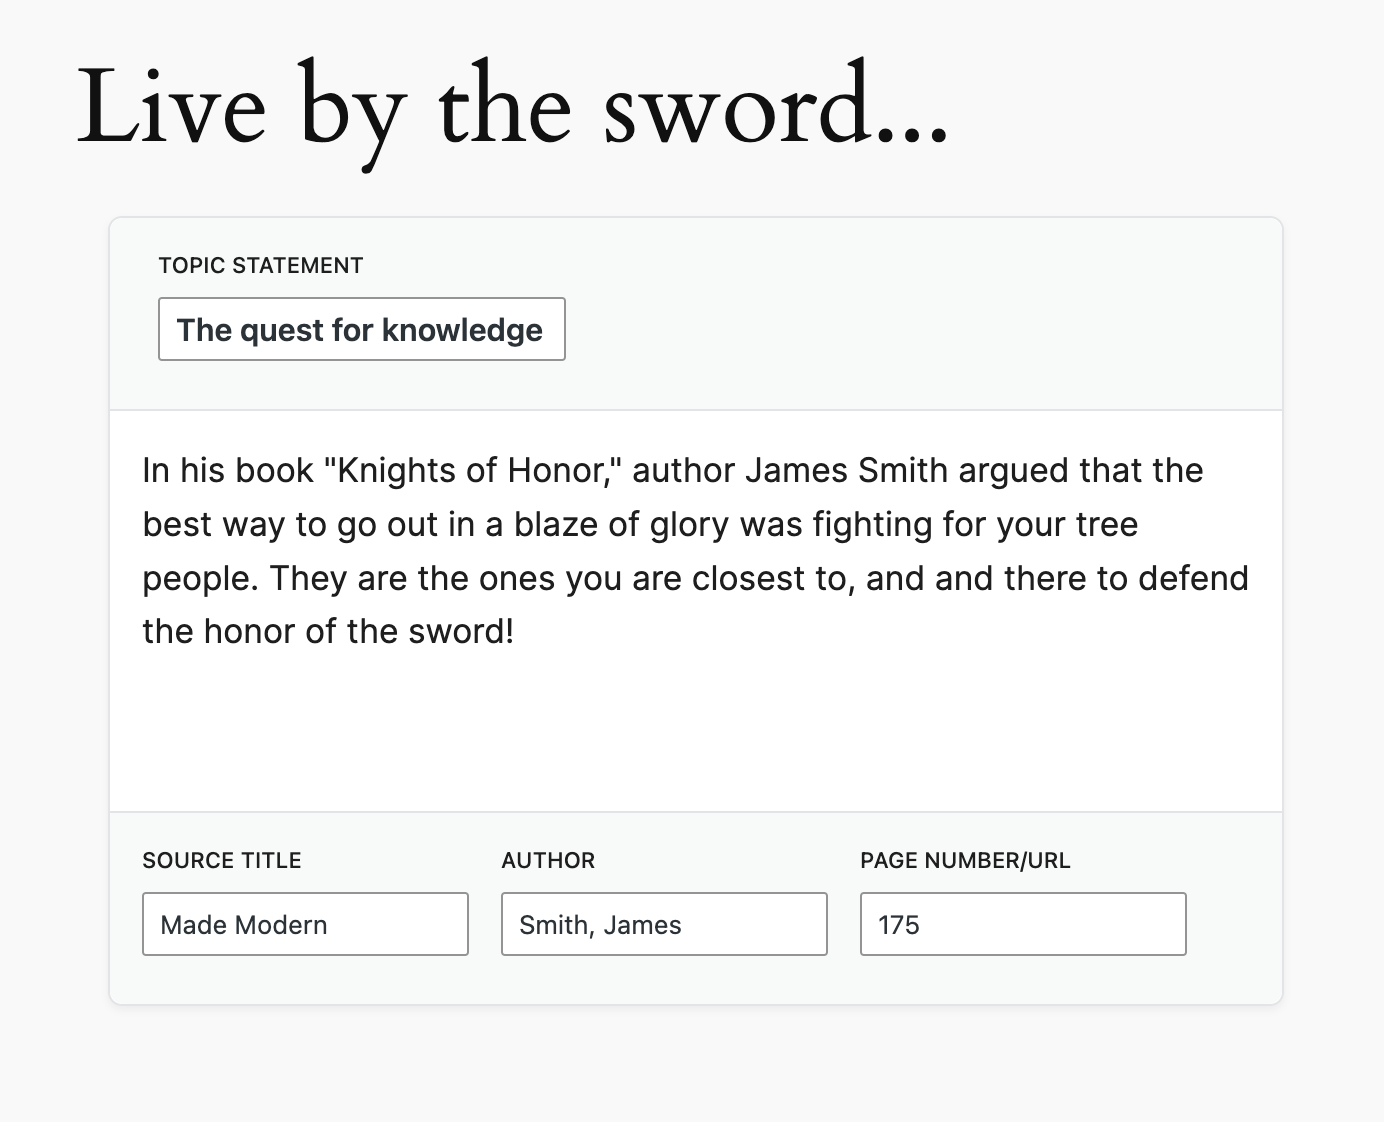 Live by the sword...
TOPIC STATEMENT
The quest for knowledge
In his book "Knights of Honor," author James Smith argued that the
best way to go out in a blaze of glory was fighting for your tree
people. They are the ones you are closest to, and and there to defend
the honor of the sword!
SOURCE TITLE
Made Modern
AUTHOR
Smith, James
PAGE NUMBER/URL
175